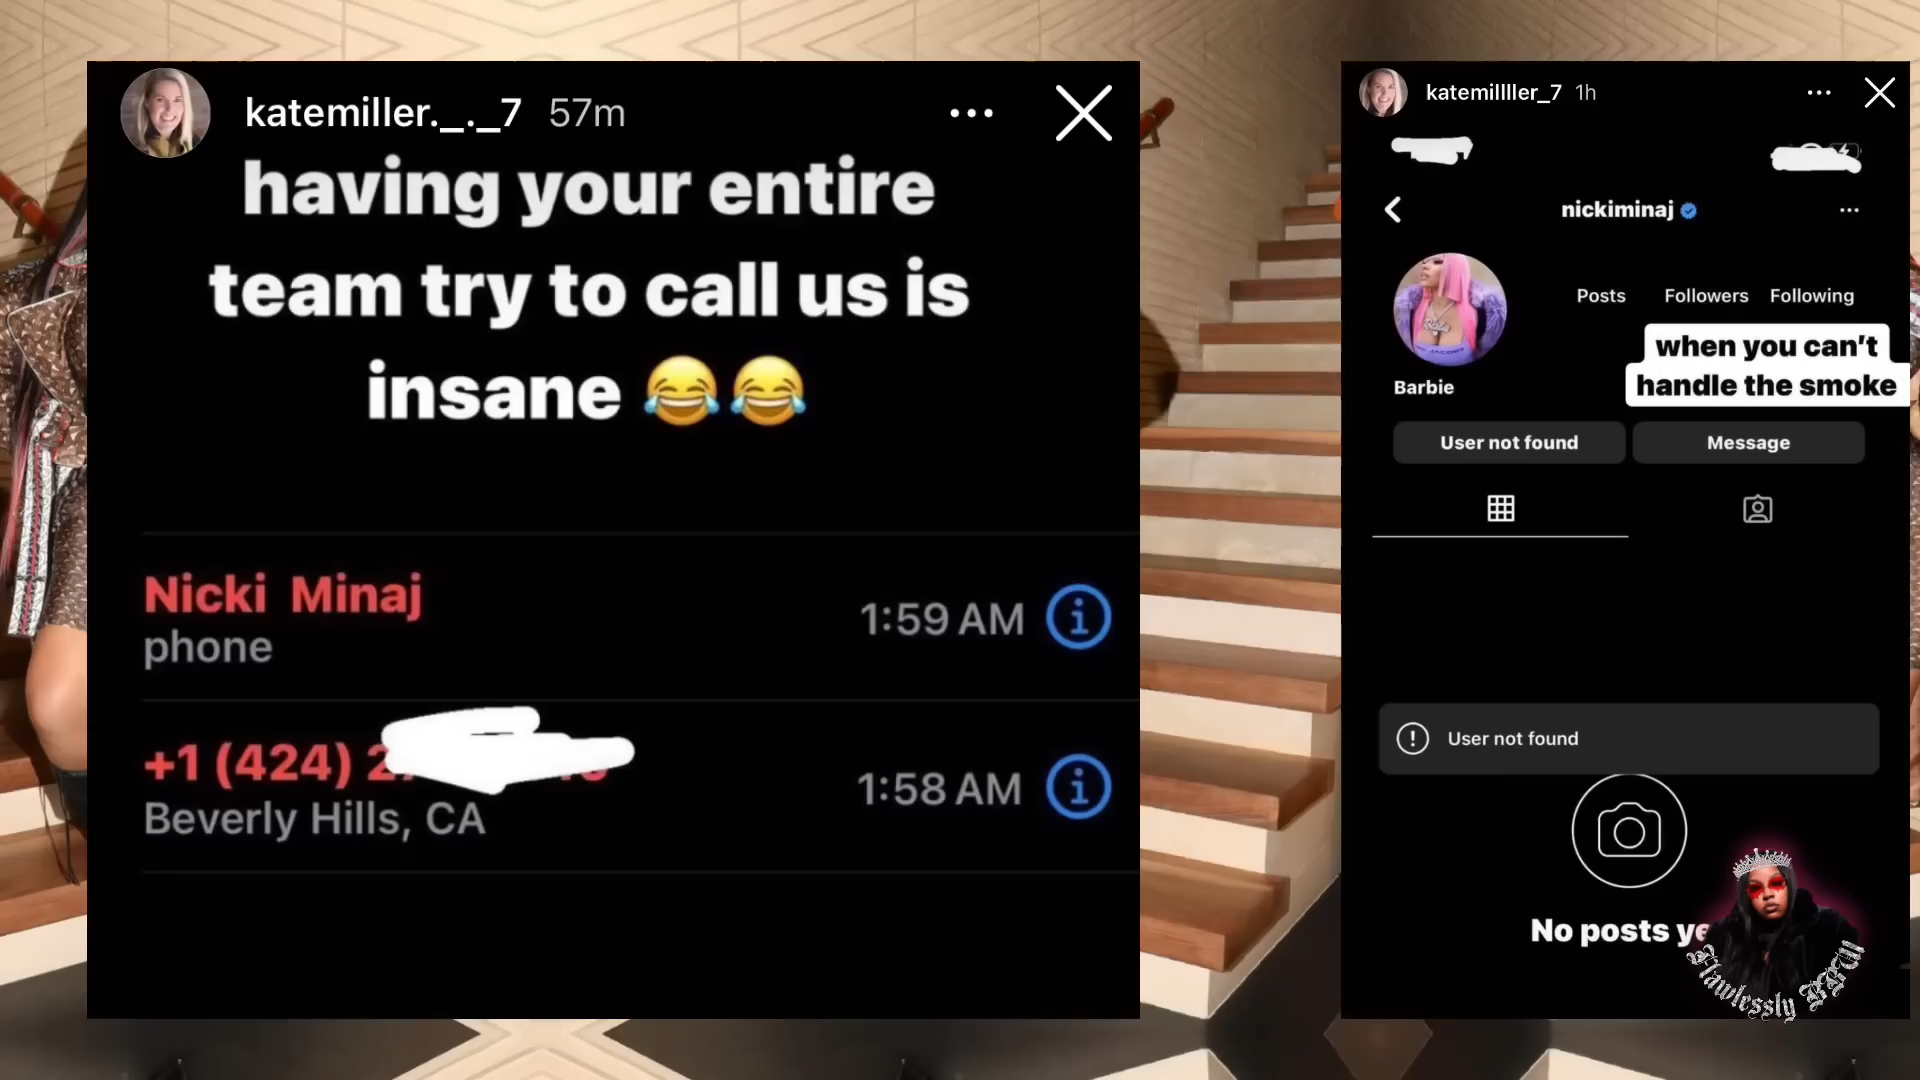 katemiller._._7 57m
having your entire
team try to call us is
insane 😂😂
Nicki Minaj
phone
1:59 AM
+1 (424) 2
Beverly Hills, CA
1:58 AM
katemillller_7 1h
nickiminaj
Posts Followers Following
when you can't
handle the smoke
Barbie
User not found Message
User not found
No posts ye
Flawlessly BBW